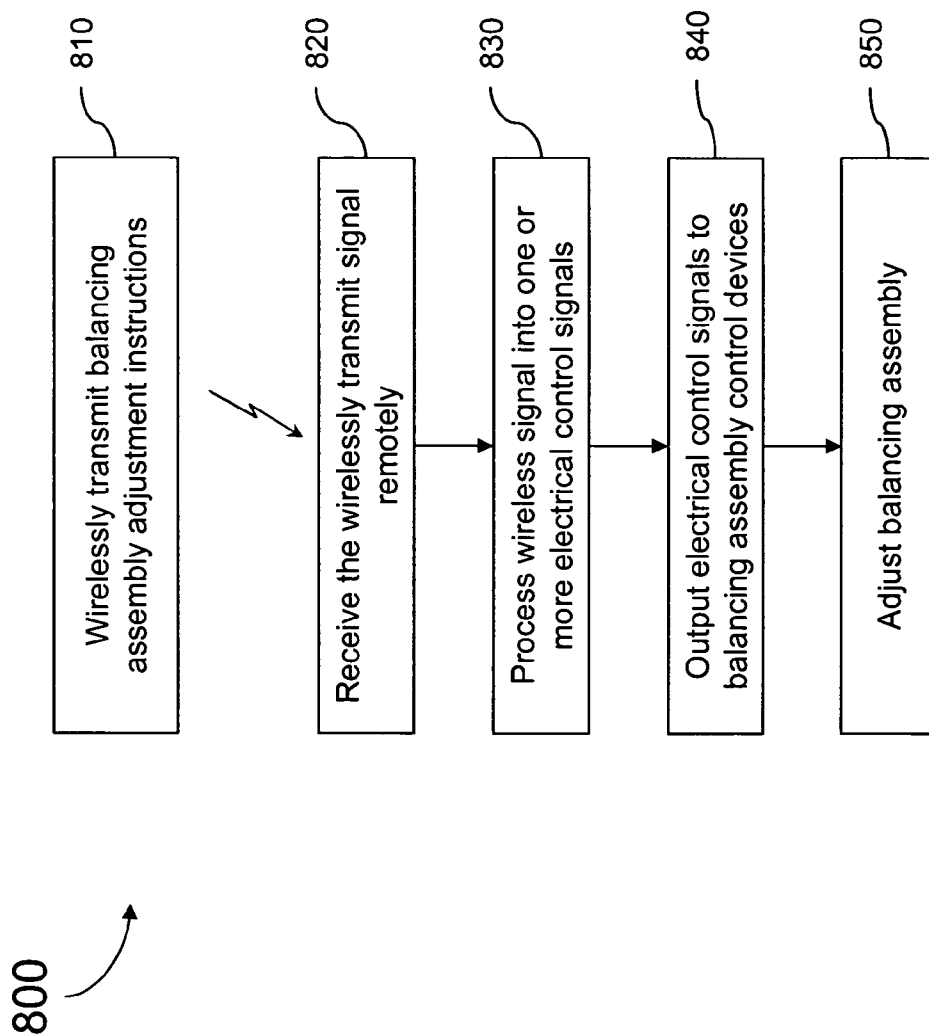 800
810
Wirelessly transmit balancing
assembly adjustment instructions
820
Receive the wirelessly transmit signal
remotely
830
Process wireless signal into one or
more electrical control signals
840
Output electrical control signals to
balancing assembly control devices
850
Adjust balancing assembly